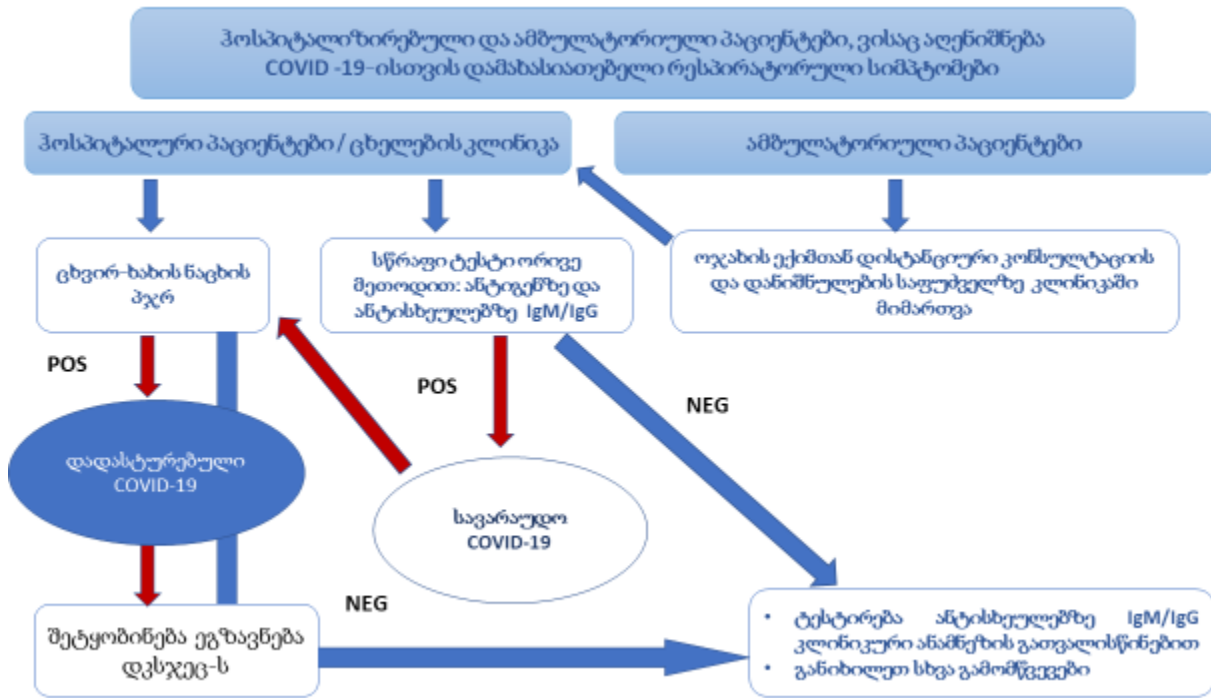 ჰოსპიტალიზირებული და ამბულატორიული პაციენტები, ვისაც აღენიშნება
COVID -19-ისთვის დამახასიათებელი რესპირატორული სიმპტომები
ჰოსპიტალური პაციენტები / ცხელების კლინიკა
ამბულატორიული პაციენტები
ცხვირ-ხახის ნაცხის
პჯრ
სწრაფი ტესტი ორივე
მეთოდით: ანტიგენზე და
ანტისხეულებზე IgM/IgG
ოჯახის ექიმთან დისტანციური კონსულტაციის
და დანიშნულების საფუძველზე კლინიკაში
მიმართვა
POS
POS
NEG
დადასტურებული
COVID-19
სავარაუდო
COVID-19
NEG
შეტყობინება ეგზავნება
დკსჯეც-ს
• ტესტირება ანტისხეულებზე IgM/IgG
კლინიკური ანამნეზის გათვალისწინებით
• განიხილეთ სხვა გამომწვევები